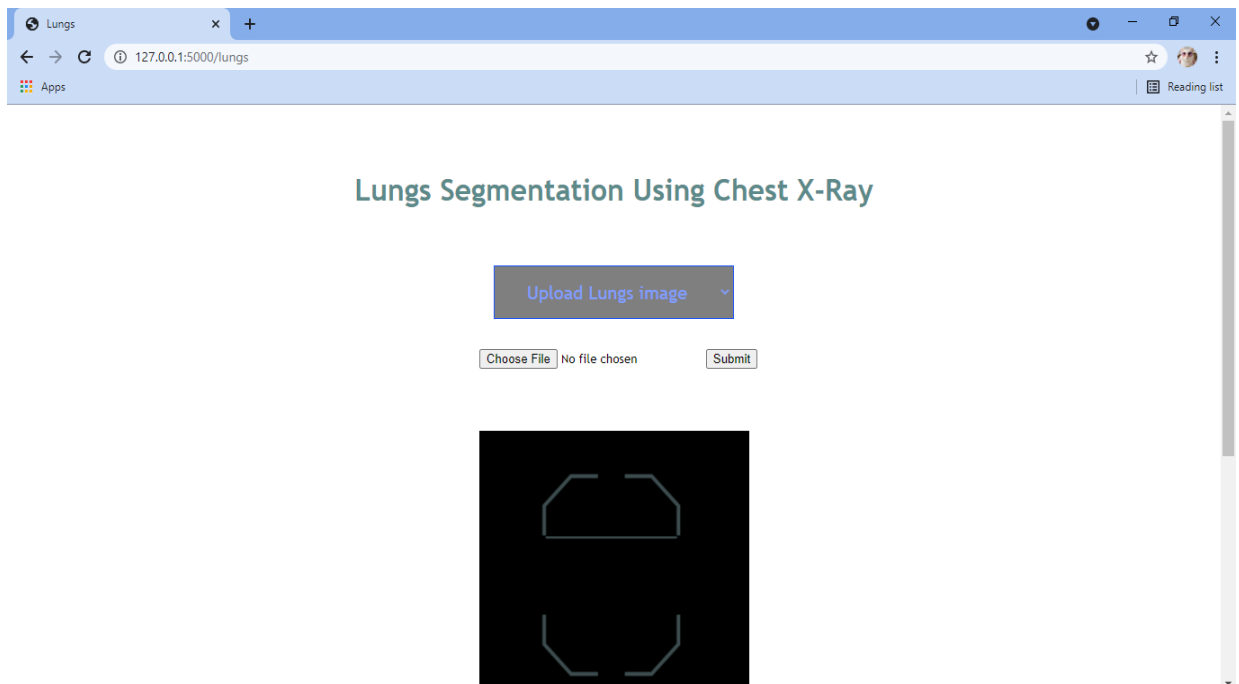 Lungs
127.0.0.1:5000/lungs
Apps
Reading list
Lungs Segmentation Using Chest X-Ray
Upload Lungs image
Choose File No file chosen Submit